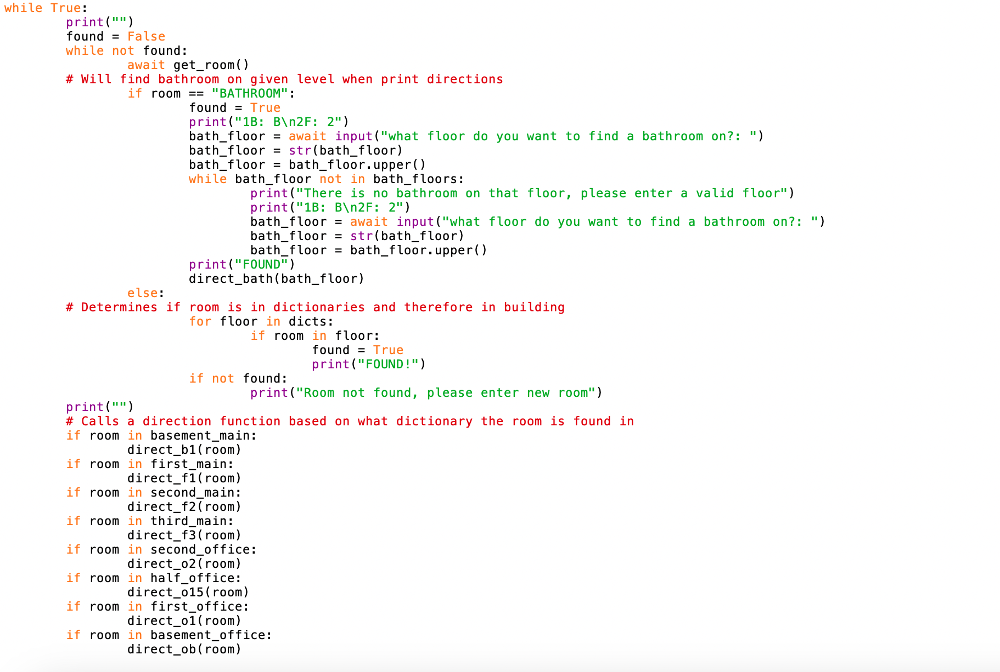 while True:
        print("")
        found = False
        while not found:
                await get_room()
        # Will find bathroom on given level when print directions
                if room == "BATHROOM":
                        found = True
                        print("1B: B\n2F: 2")
                        bath_floor = await input("what floor do you want to find a bathroom on?: ")
                        bath_floor = str(bath_floor)
                        bath_floor = bath_floor.upper()
                        while bath_floor not in bath_floors:
                                print("There is no bathroom on that floor, please enter a valid floor")
                                print("1B: B\n2F: 2")
                                bath_floor = await input("what floor do you want to find a bathroom on?: ")
                                bath_floor = str(bath_floor)
                                bath_floor = bath_floor.upper()
                        print("FOUND")
                        direct_bath(bath_floor)
                else:
        # Determines if room is in dictionaries and therefore in building
                        for floor in dicts:
                                if room in floor:
                                        found = True
                                        print("FOUND!")
                        if not found:
                                print("Room not found, please enter new room")
        print("")
        # Calls a direction function based on what dictionary the room is found in
        if room in basement_main:
                direct_b1(room)
        if room in first_main:
                direct_f1(room)
        if room in second_main:
                direct_f2(room)
        if room in third_main:
                direct_f3(room)
        if room in second_office:
                direct_o2(room)
        if room in half_office:
                direct_o15(room)
        if room in first_office:
                direct_o1(room)
        if room in basement_office:
                direct_ob(room)